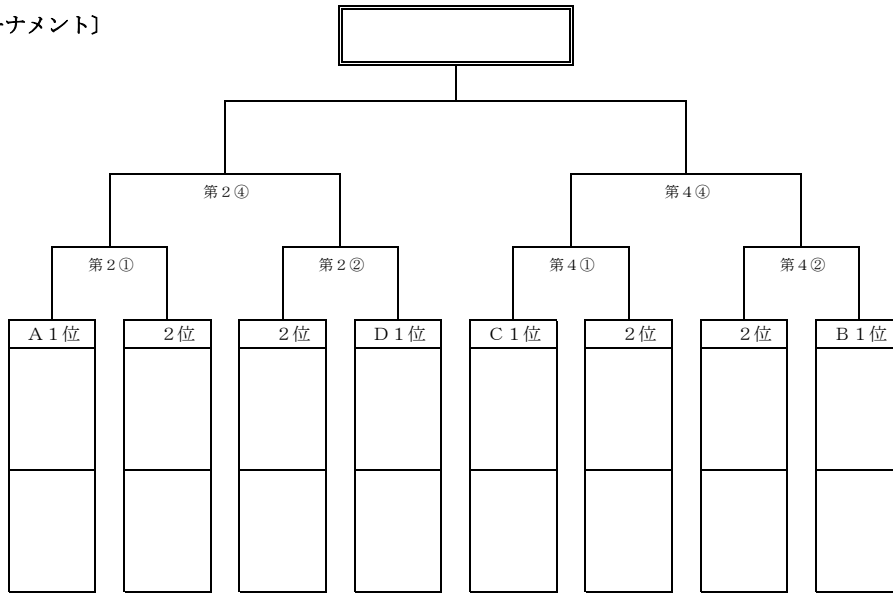 ーナメント〕
第２④
第４④
第２①
第２②
第４①
第４②
Ａ１位
２位
２位
Ｄ１位
Ｃ１位
２位
２位
Ｂ１位